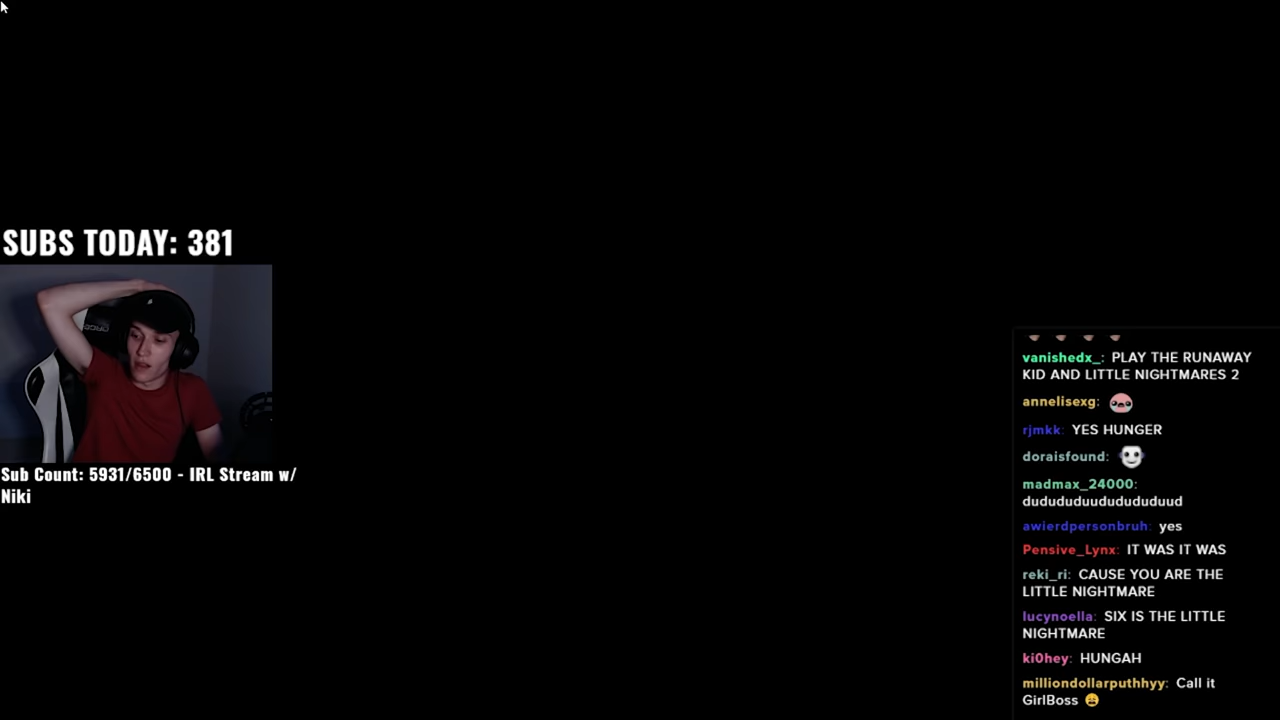 SUBS TODAY: 381
Sub Count: 5931/6500 - IRL Stream w/
Niki
vanishedx_: PLAY THE RUNAWAY
KID AND LITTLE NIGHTMARES 2
annelisexg:
rjmkk: YES HUNGER
doraisfound:
madmax_24000:
dudududuududududuud
awierdpersonbruh: yes
Pensive_Lynx: IT WAS IT WAS
reki_ri: CAUSE YOU ARE THE
LITTLE NIGHTMARE
lucynoella: SIX IS THE LITTLE
NIGHTMARE
ki0hey: HUNGAH
milliondollarputhhyy: Call it
GirlBoss 😩